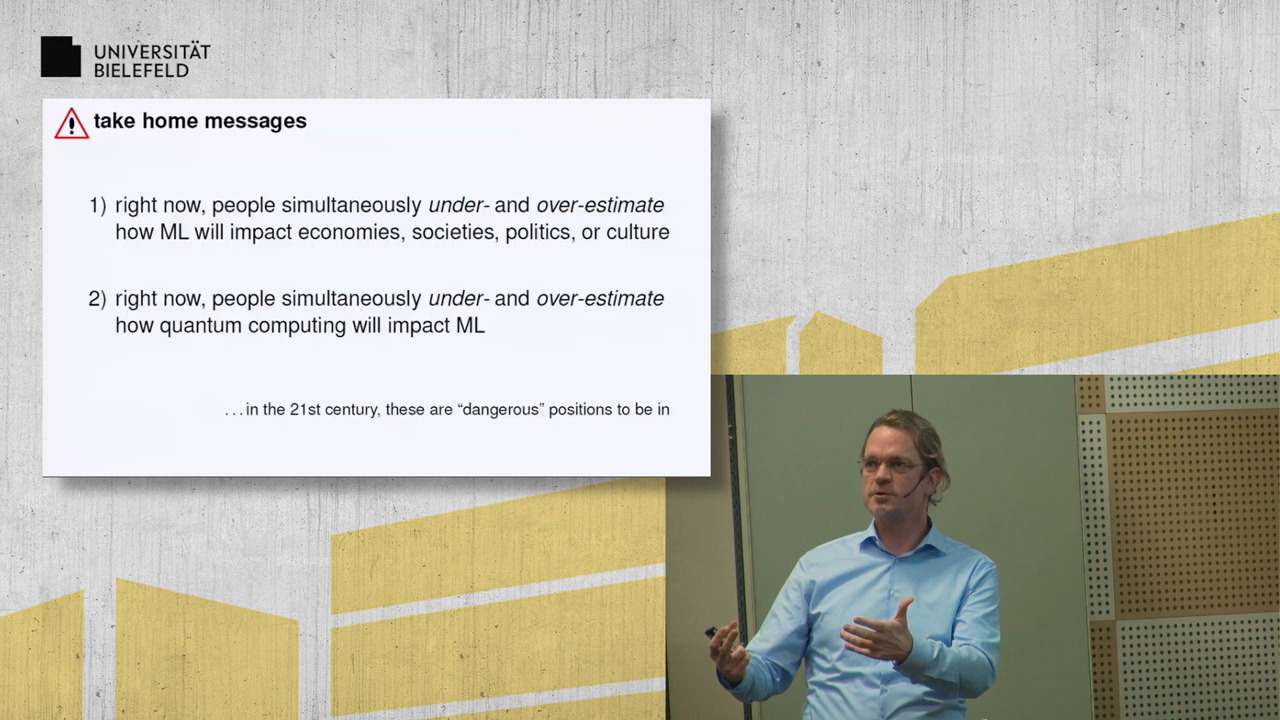 UNIVERSITÄT
BIELEFELD
take home messages
1) right now, people simultaneously under- and over-estimate
how ML will impact economies, societies, politics, or culture
2) right now, people simultaneously under- and over-estimate
how quantum computing will impact ML
...in the 21st century, these are “dangerous” positions to be in